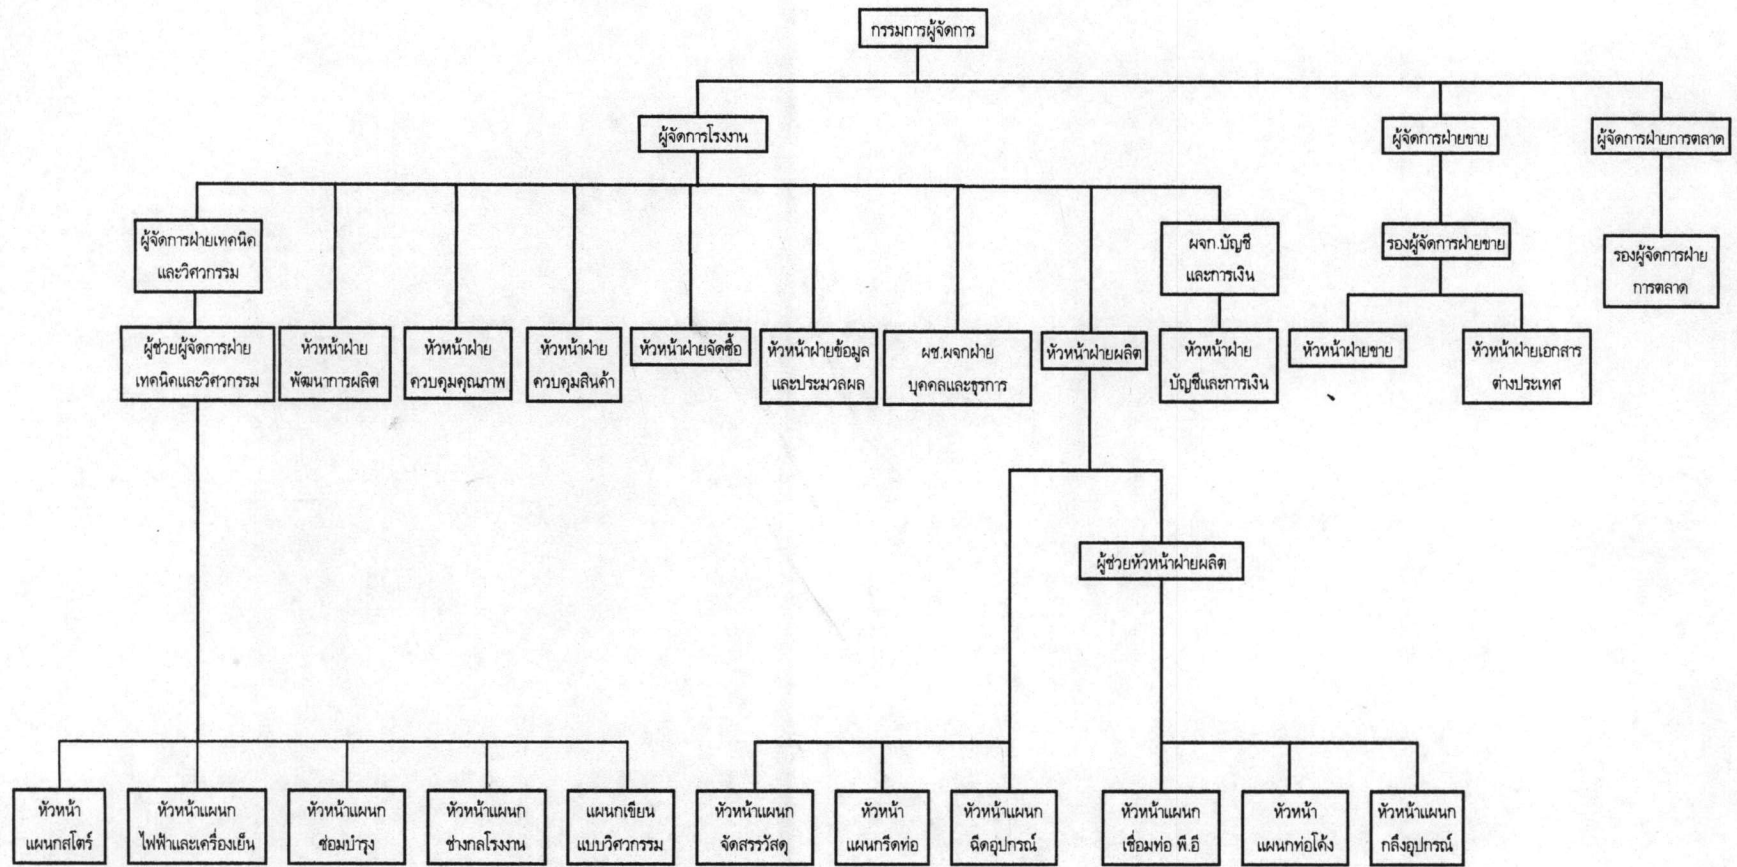 กรรมการผู้จัดการ
ผู้จัดการโรงงาน
ผู้จัดการฝ่ายขาย
ผู้จัดการฝ่ายการตลาด
ผู้จัดการฝ่ายเทคนิค
และวิศวกรรม
ผจก.บัญชี
และการเงิน
รองผู้จัดการฝ่ายขาย
รองผู้จัดการฝ่าย
การตลาด
ผู้ช่วยผู้จัดการฝ่าย
เทคนิคและวิศวกรรม
หัวหน้าฝ่าย
พัฒนาการผลิต
หัวหน้าฝ่าย
ควบคุมคุณภาพ
หัวหน้าฝ่าย
ควบคุมสินค้า
หัวหน้าฝ่ายจัดซื้อ
หัวหน้าฝ่ายข้อมูล
และประมวลผล
ผช.ผจกฝ่าย
บุคคลและธุรการ
หัวหน้าฝ่ายผลิต
หัวหน้าฝ่าย
บัญชีและการเงิน
หัวหน้าฝ่ายขาย
หัวหน้าฝ่ายเอกสาร
ต่างประเทศ
ผู้ช่วยหัวหน้าฝ่ายผลิต
หัวหน้า
แผนกสโตร์
หัวหน้าแผนก
ไฟฟ้าและเครื่องเย็น
หัวหน้าแผนก
ซ่อมบำรุง
หัวหน้าแผนก
ช่างกลโรงงาน
แผนกเขียน
แบบวิศวกรรม
หัวหน้าแผนก
จัดสรรวัสดุ
หัวหน้า
แผนกรีดท่อ
หัวหน้าแผนก
ฉีดอุปกรณ์
หัวหน้าแผนก
เชื่อมท่อ พี.อี
หัวหน้า
แผนกท่อโค้ง
หัวหน้าแผนก
กลึงอุปกรณ์